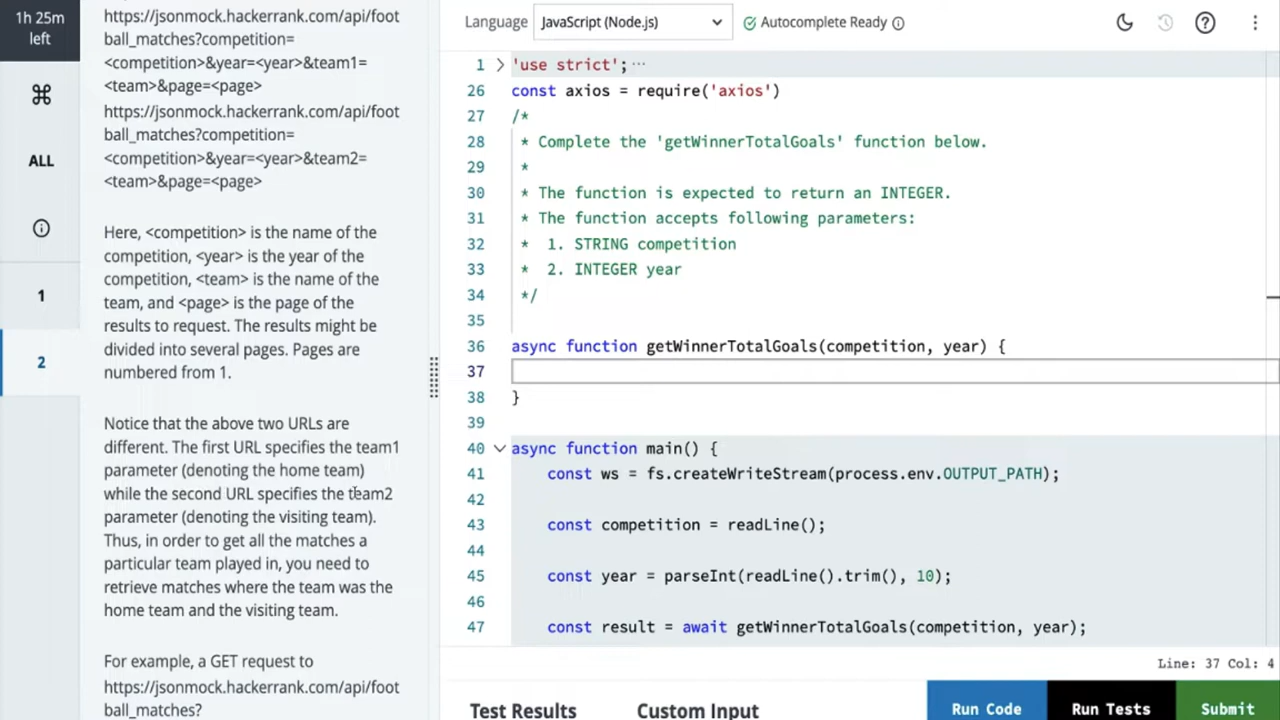 1h 25m
left
ALL
1
2
https://jsonmock.hackerrank.com/api/foot
ball_matches?competition=
<competition>&year=<year>&team1=
<team>&page=<page>
https://jsonmock.hackerrank.com/api/foot
ball_matches?competition=
<competition>&year=<year>&team2=
<team>&page=<page>
Here, <competition> is the name of the
competition, <year> is the year of the
competition, <team> is the name of the
team, and <page> is the page of the
results to request. The results might be
divided into several pages. Pages are
numbered from 1.
Notice that the above two URLs are
different. The first URL specifies the team1
parameter (denoting the home team)
while the second URL specifies the team2
parameter (denoting the visiting team).
Thus, in order to get all the matches a
particular team played in, you need to
retrieve matches where the team was the
home team and the visiting team.
For example, a GET request to
https://jsonmock.hackerrank.com/api/foot
ball_matches?
Language JavaScript (Node.js) Autocomplete Ready
1 'use strict'; ···
26 const axios = require('axios')
27 /*
28 * Complete the 'getWinnerTotalGoals' function below.
29 *
30 * The function is expected to return an INTEGER.
31 * The function accepts following parameters:
32 * 1. STRING competition
33 * 2. INTEGER year
34 */
35
36 async function getWinnerTotalGoals(competition, year) {
37
38 }
39
40 async function main() {
41 const ws = fs.createWriteStream(process.env.OUTPUT_PATH);
42
43 const competition = readLine();
44
45 const year = parseInt(readLine().trim(), 10);
46
47 const result = await getWinnerTotalGoals(competition, year);
Line: 37 Col: 4
Test Results Custom Input Run Code Run Tests Submit